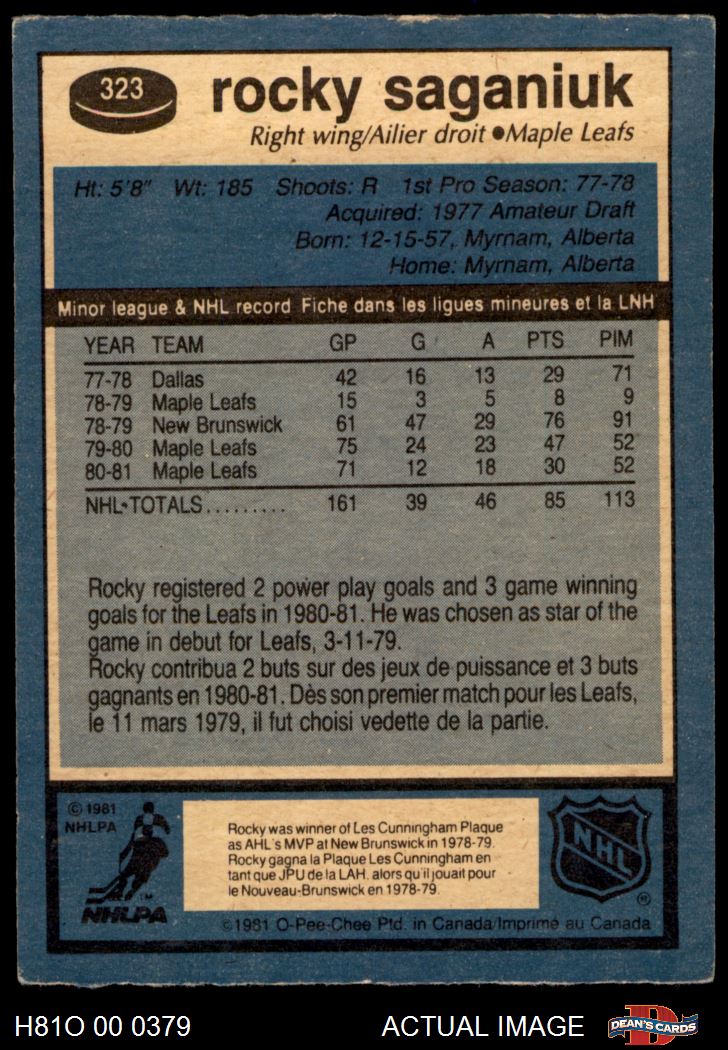 323 rocky saganiuk
Right wing/Ailier droit ● Maple Leafs
Ht: 5'8" Wt: 185 Shoots: R 1st Pro Season: 77-78
Acquired: 1977 Amateur Draft
Born: 12-15-57, Myrnam, Alberta
Home: Myrnam, Alberta
Minor league & NHL record Fiche dans les ligues mineures et la LNH
YEAR TEAM GP G A PTS PIM
77-78 Dallas 42 16 13 29 71
78-79 Maple Leafs 15 3 5 8 9
78-79 New Brunswick 61 47 29 76 91
79-80 Maple Leafs 75 24 23 47 52
80-81 Maple Leafs 71 12 18 30 52
NHL TOTALS......... 161 39 46 85 113
Rocky registered 2 power play goals and 3 game winning
goals for the Leafs in 1980-81. He was chosen as star of the
game in debut for Leafs, 3-11-79.
Rocky contribua 2 buts sur des jeux de puissance et 3 buts
gagnants en 1980-81. Dès son premier match pour les Leafs,
le 11 mars 1979, il fut choisi vedette de la partie.
© 1981
NHLPA
TM
NHLPA
Rocky was winner of Les Cunningham Plaque
as AHL's MVP at New Brunswick in 1978-79.
Rocky gagna la Plaque Les Cunningham en
tant que JPU de la LAH, alors qu'il jouait pour
le Nouveau-Brunswick en 1978-79.
NHL
©1981 O-Pee-Chee Ptd. in Canada/Imprimé au Canada
H81O 00 0379 ACTUAL IMAGE DEAN'S CARDS